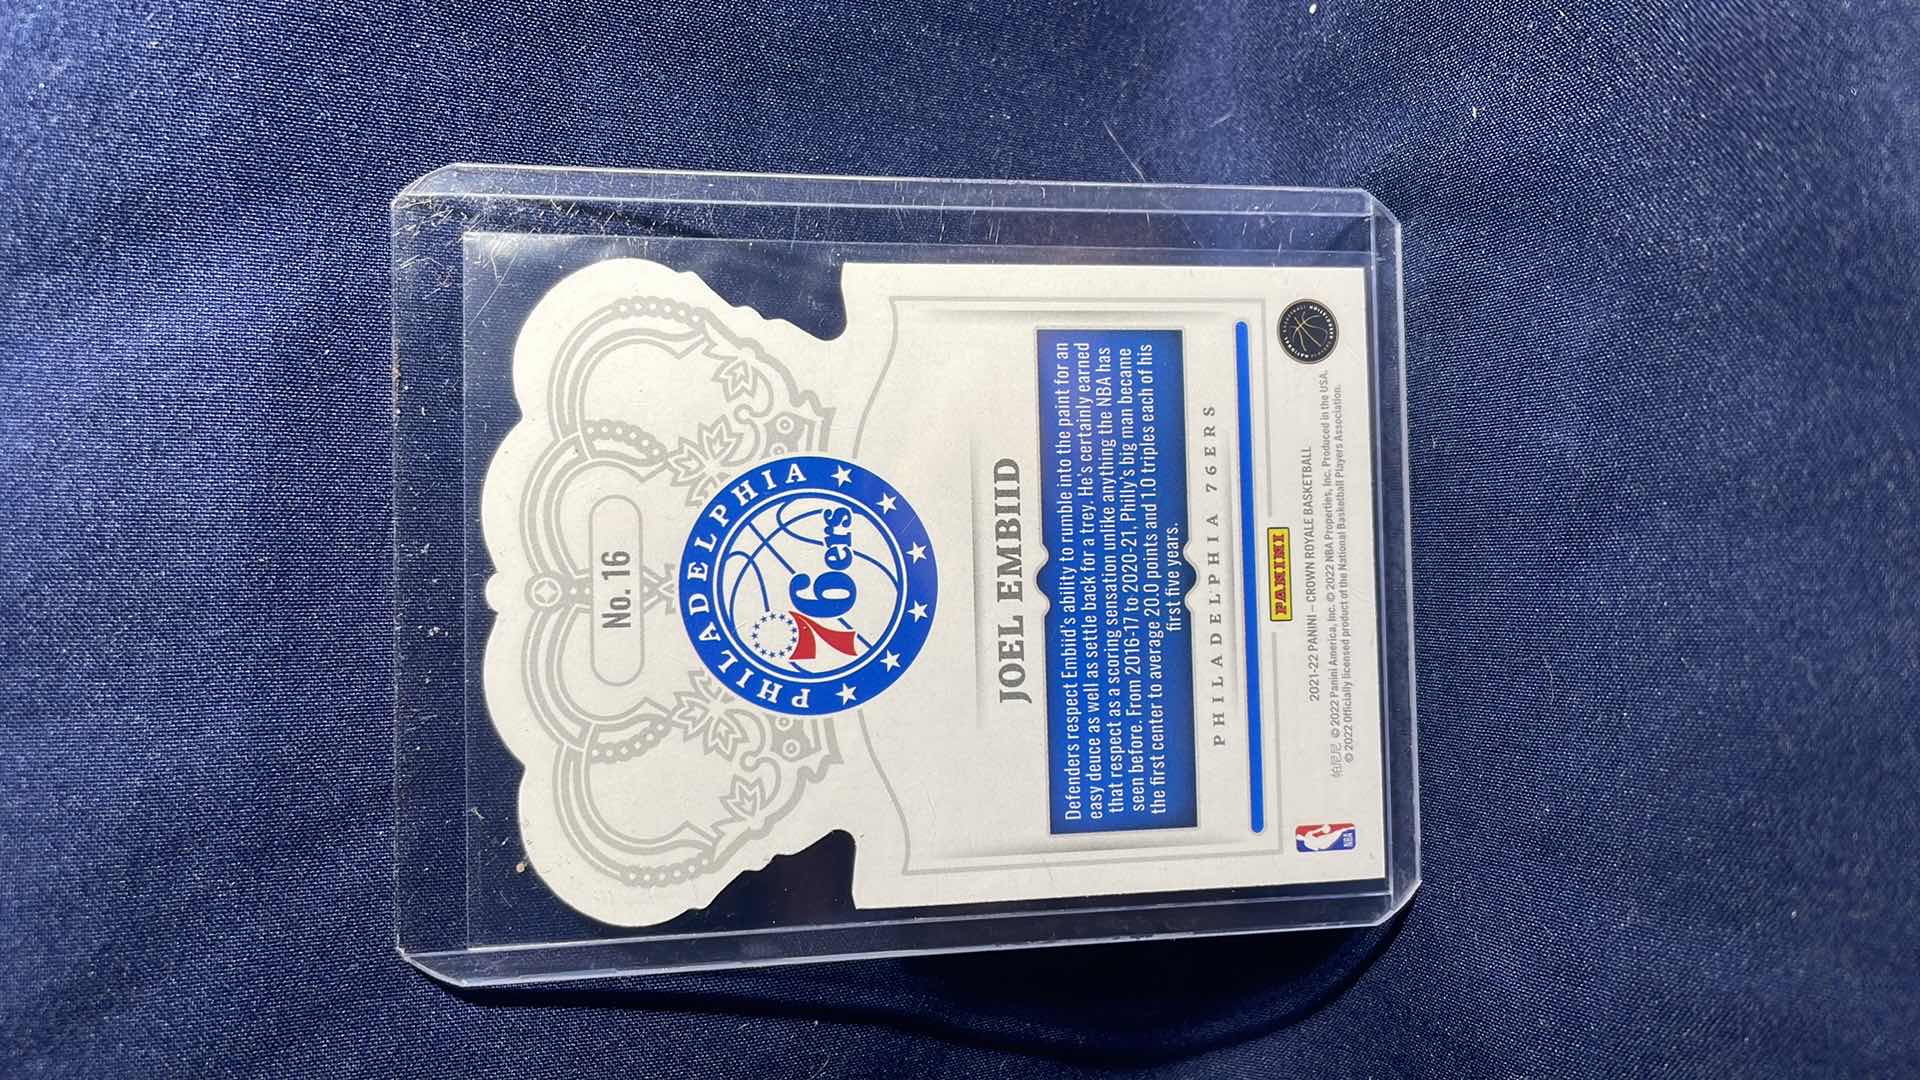 No. 16
PHILADELPHIA
76ers
JOEL EMBIID
Defenders respect Embiid's ability to rumble into the paint for an
easy deuce as well as settle back for a trey. He's certainly earned
that respect as a scoring sensation unlike anything the NBA has
seen before. From 2016-17 to 2020-21, Philly's big man became
the first center to average 20.0 points and 1.0 triples each of his
first five years.
PHILADELPHIA 76ERS
PANINI
2021-22 PANINI – CROWN ROYALE BASKETBALL
帕尼尼 © 2022 Panini America, Inc. © 2022 NBA Properties, Inc. Produced in the USA.
© 2022 Officially licensed product of the National Basketball Players Association.
NBA